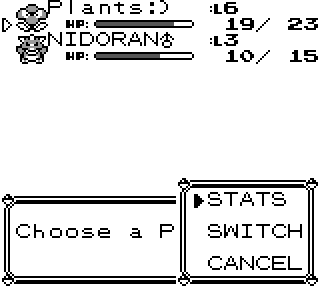 Plants:) :L6
HP: 19/ 23
NIDORAN♂ :L3
HP: 10/ 15
STATS
Choose a P SWITCH
CANCEL